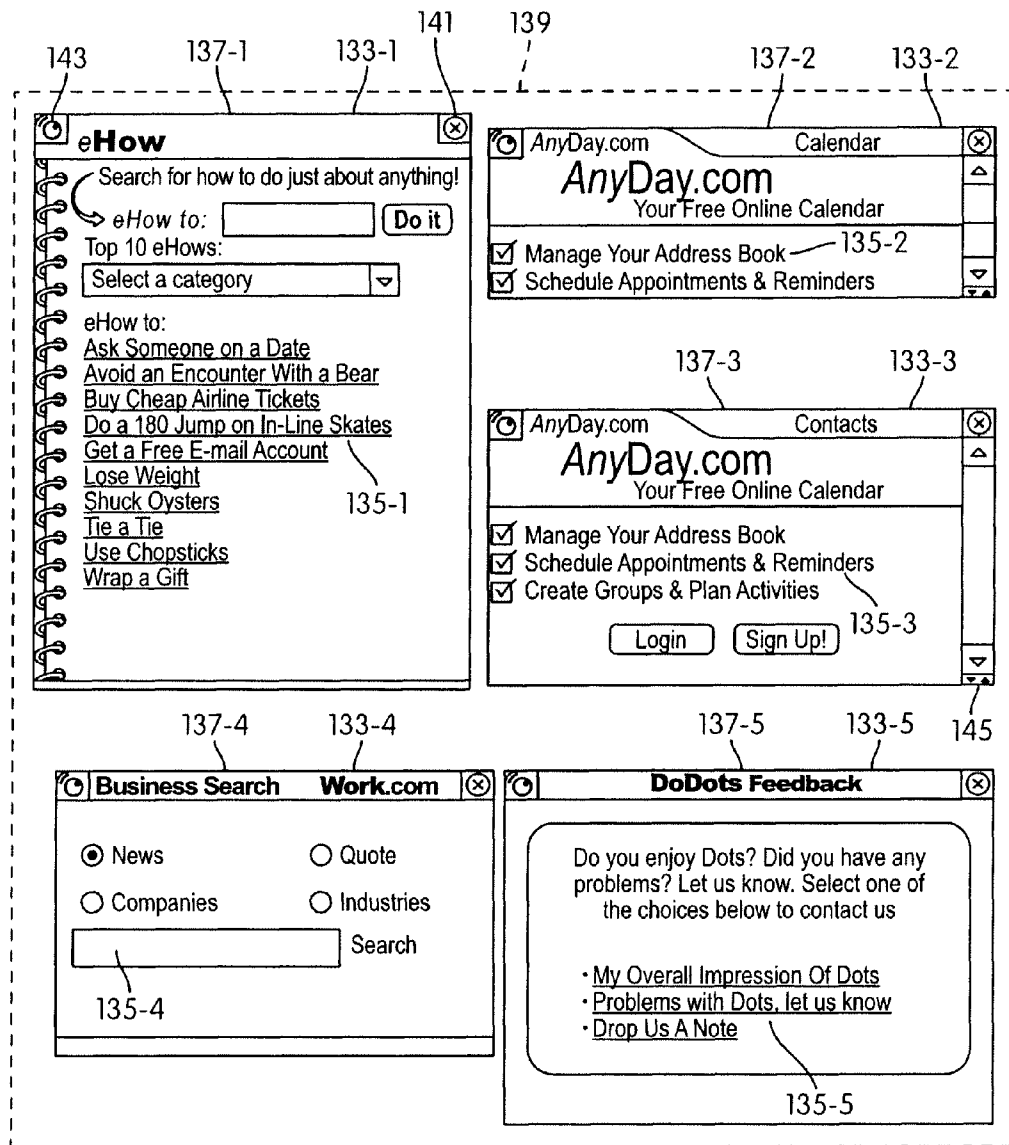 143 137-1 133-1 141 139 137-2 133-2
eHow
Search for how to do just about anything!
eHow to: Do it
Top 10 eHows:
Select a category
eHow to:
Ask Someone on a Date
Avoid an Encounter With a Bear
Buy Cheap Airline Tickets
Do a 180 Jump on In-Line Skates
Get a Free E-mail Account
Lose Weight
Shuck Oysters
Tie a Tie
Use Chopsticks
Wrap a Gift
135-1
AnyDay.com Calendar
AnyDay.com
Your Free Online Calendar
Manage Your Address Book 135-2
Schedule Appointments & Reminders
137-3 133-3
AnyDay.com Contacts
AnyDay.com
Your Free Online Calendar
Manage Your Address Book
Schedule Appointments & Reminders
Create Groups & Plan Activities
135-3
Login Sign Up!
145
137-4 133-4
Business Search Work.com
News Quote
Companies Industries
Search
135-4
137-5 133-5
DoDots Feedback
Do you enjoy Dots? Did you have any
problems? Let us know. Select one of
the choices below to contact us
· My Overall Impression Of Dots
· Problems with Dots, let us know
· Drop Us A Note
135-5